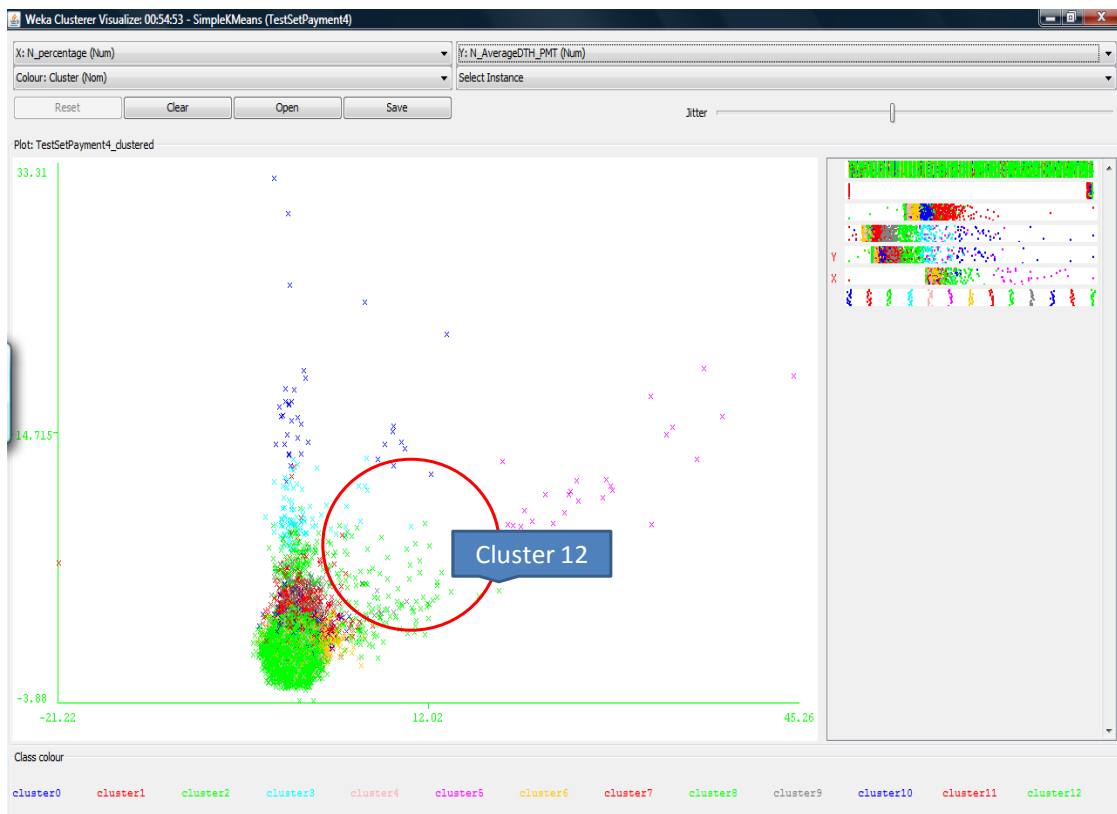 Weka Clusterer Visualize: 00:54:53 - SimpleKMeans (TestSetPayment4)
X: N_percentage (Num)
Y: N_AverageDTH_PMT (Num)
Colour: Cluster (Nom)
Select Instance
Reset
Clear
Open
Save
Jitter
Plot: TestSetPayment4_clustered
33.31
14.715
-3.88
-21.22
12.02
45.26
Cluster 12
Y
X
Class colour
cluster0 cluster1 cluster2 cluster3 cluster4 cluster5 cluster6 cluster7 cluster8 cluster9 cluster10 cluster11 cluster12